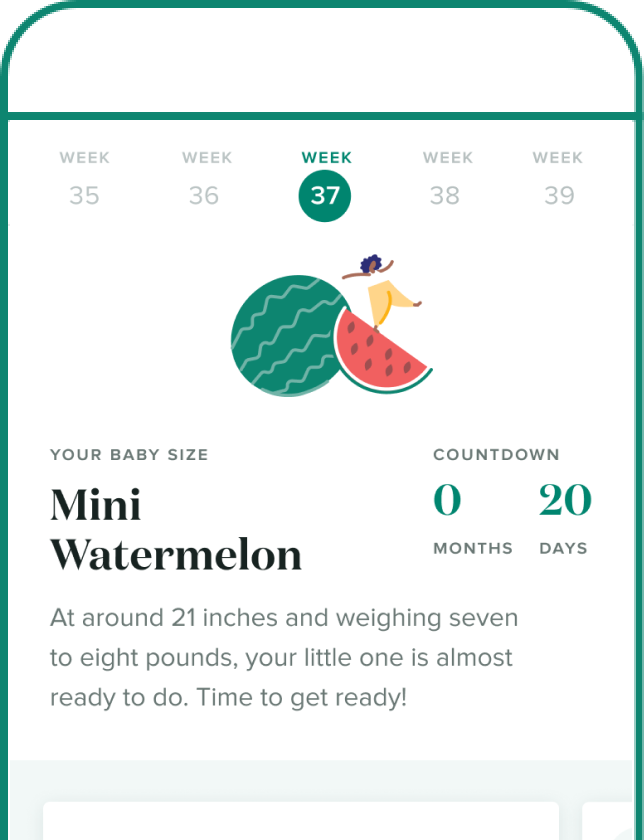 WEEK WEEK WEEK WEEK WEEK
35 36 37 38 39
YOUR BABY SIZE
Mini
Watermelon
COUNTDOWN
0 20
MONTHS DAYS
At around 21 inches and weighing seven
to eight pounds, your little one is almost
ready to do. Time to get ready!